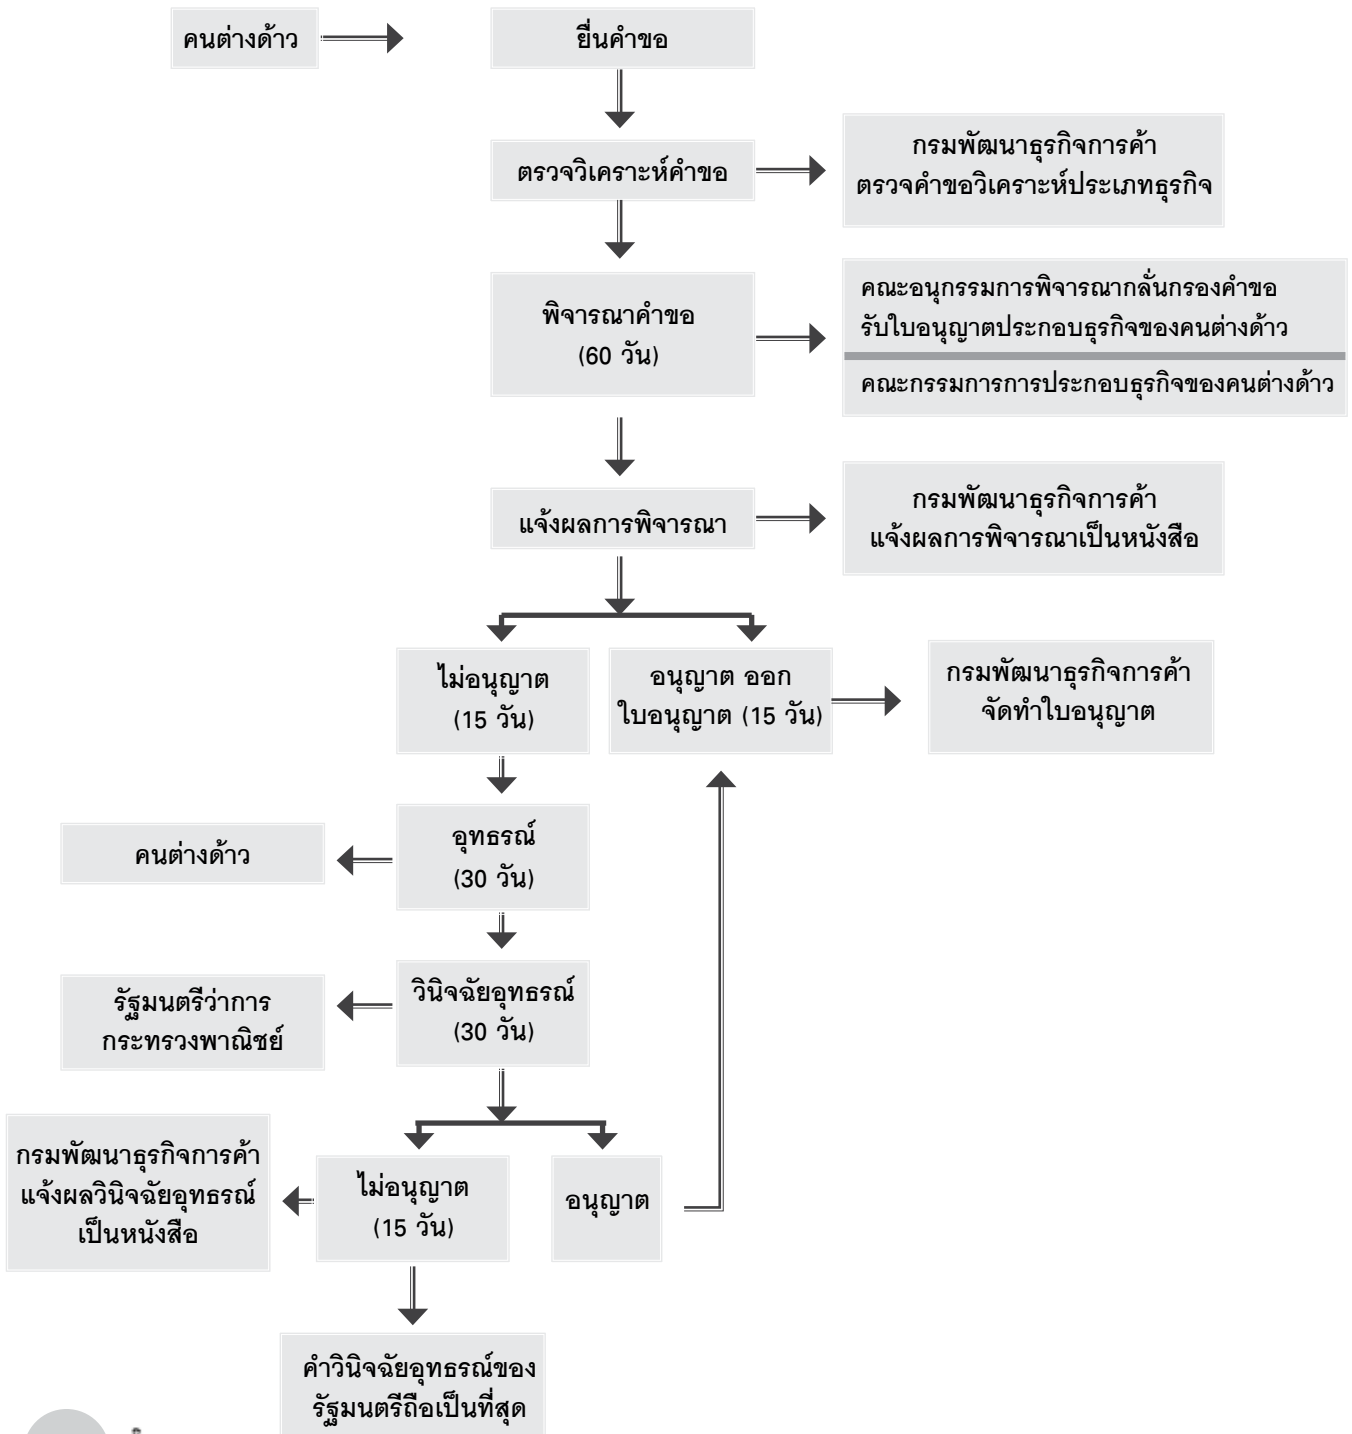 คนต่างด้าว
ยื่นคำขอ
ตรวจวิเคราะห์คำขอ
กรมพัฒนาธุรกิจการค้า
ตรวจคำขอวิเคราะห์ประเภทธุรกิจ
พิจารณาคำขอ
(60 วัน)
คณะอนุกรรมการพิจารณากลั่นกรองคำขอ
รับใบอนุญาตประกอบธุรกิจของคนต่างด้าว
คณะกรรมการการประกอบธุรกิจของคนต่างด้าว
แจ้งผลการพิจารณา
กรมพัฒนาธุรกิจการค้า
แจ้งผลการพิจารณาเป็นหนังสือ
ไม่อนุญาต
(15 วัน)
อนุญาต ออก
ใบอนุญาต (15 วัน)
กรมพัฒนาธุรกิจการค้า
จัดทำใบอนุญาต
อุทธรณ์
(30 วัน)
คนต่างด้าว
วินิจฉัยอุทธรณ์
(30 วัน)
รัฐมนตรีว่าการ
กระทรวงพาณิชย์
กรมพัฒนาธุรกิจการค้า
แจ้งผลวินิจฉัยอุทธรณ์
เป็นหนังสือ
ไม่อนุญาต
(15 วัน)
อนุญาต
คำวินิจฉัยอุทธรณ์ของ
รัฐมนตรีถือเป็นที่สุด